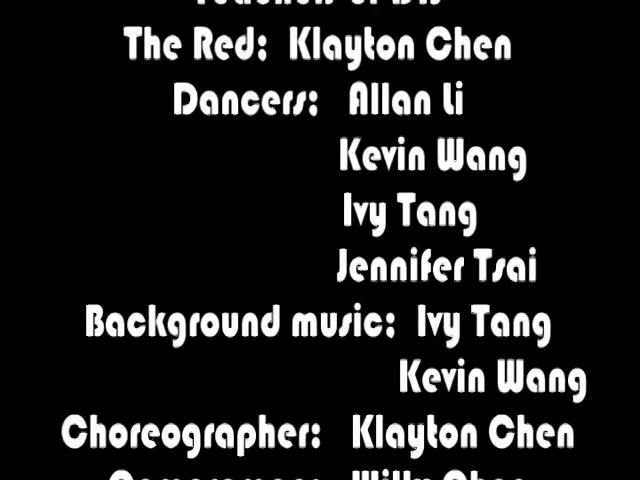 The Red: Klayton Chen
Dancers: Allan Li
Kevin Wang
Ivy Tang
Jennifer Tsai
Background music: Ivy Tang
Kevin Wang
Choreographer: Klayton Chen